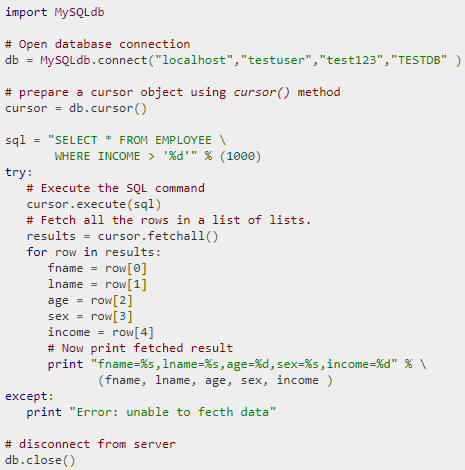 import MySQLdb
# Open database connection
db = MySQLdb.connect("localhost","testuser","test123","TESTDB" )
# prepare a cursor object using cursor() method
cursor = db.cursor()
sql = "SELECT * FROM EMPLOYEE \
       WHERE INCOME > '%d'" % (1000)
try:
   # Execute the SQL command
   cursor.execute(sql)
   # Fetch all the rows in a list of lists.
   results = cursor.fetchall()
   for row in results:
      fname = row[0]
      lname = row[1]
      age = row[2]
      sex = row[3]
      income = row[4]
      # Now print fetched result
      print "fname=%s,lname=%s,age=%d,sex=%s,income=%d" % \
             (fname, lname, age, sex, income )
except:
   print "Error: unable to fecth data"
# disconnect from server
db.close()